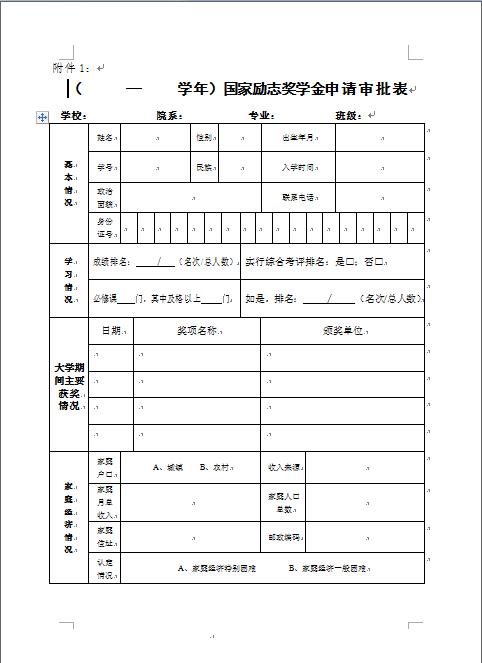 附件1：
（ — 学年）国家励志奖学金申请审批表
学校： 院系： 专业： 班级：
基本情况 姓名 性别 出生年月
学号 民族 入学时间
政治面貌 联系电话
身份证号
学习情况 成绩排名： / （名次/总人数） 实行综合考评排名：是□；否□
必修课 门，其中及格以上 门 如是，排名： / （名次/总人数）
大学期间主要获奖情况 日期 奖项名称 颁奖单位
家庭经济情况 家庭户口 A、城镇 B、农村 收入来源
家庭月总收入 家庭人口总数
家庭住址 邮政编码
认定情况 A、家庭经济特别困难 B、家庭经济一般困难